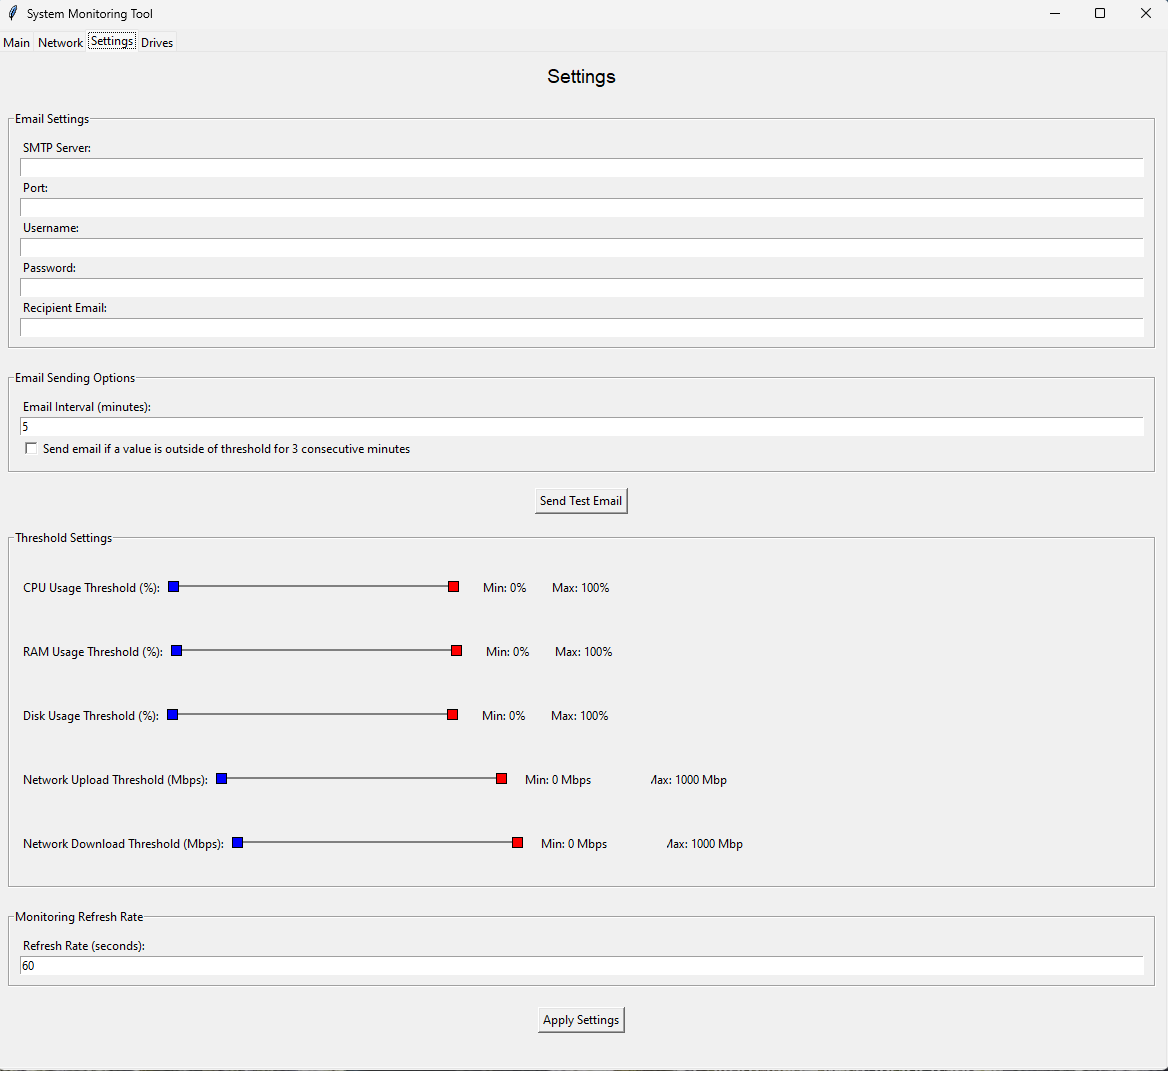 System Monitoring Tool
Main Network Settings Drives
Settings
Email Settings
SMTP Server:
Port:
Username:
Password:
Recipient Email:
Email Sending Options
Email Interval (minutes):
5
Send email if a value is outside of threshold for 3 consecutive minutes
Send Test Email
Threshold Settings
CPU Usage Threshold (%): Min: 0% Max: 100%
RAM Usage Threshold (%): Min: 0% Max: 100%
Disk Usage Threshold (%): Min: 0% Max: 100%
Network Upload Threshold (Mbps): Min: 0 Mbps Max: 1000 Mbp
Network Download Threshold (Mbps): Min: 0 Mbps Max: 1000 Mbp
Monitoring Refresh Rate
Refresh Rate (seconds):
60
Apply Settings